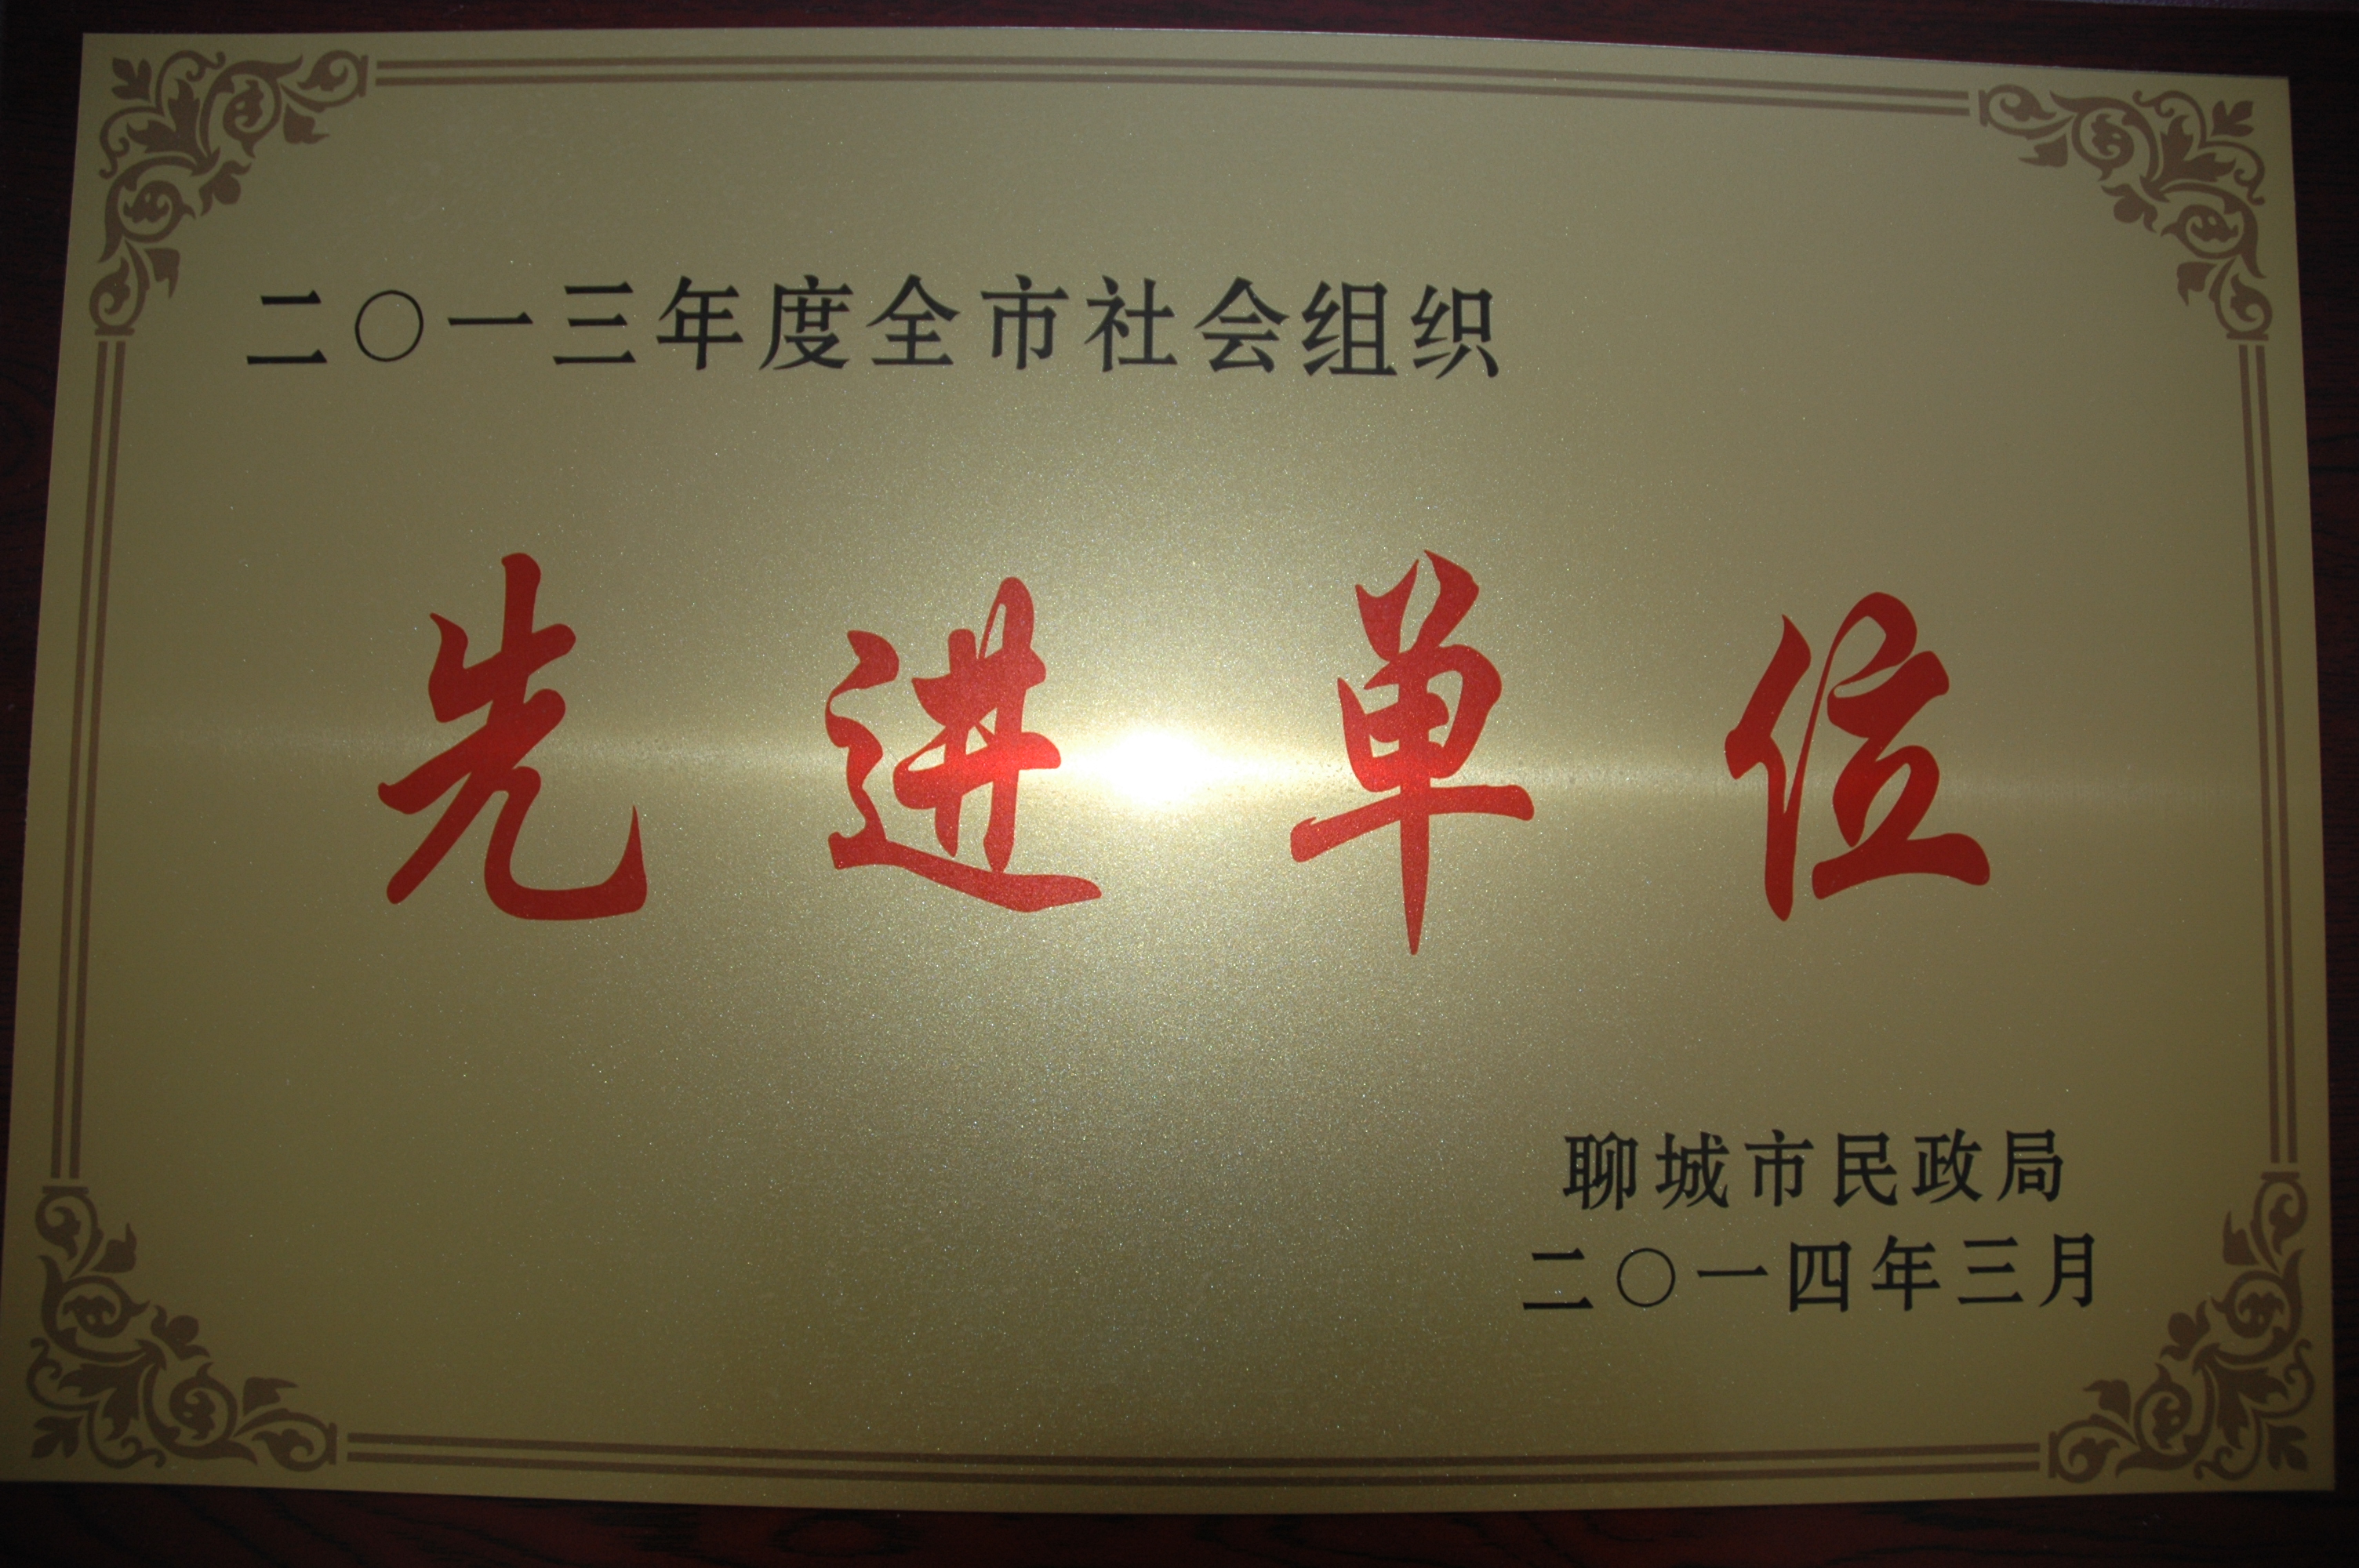 二〇一三年度全市社会组织
先进单位
聊城市民政局
二〇一四年三月